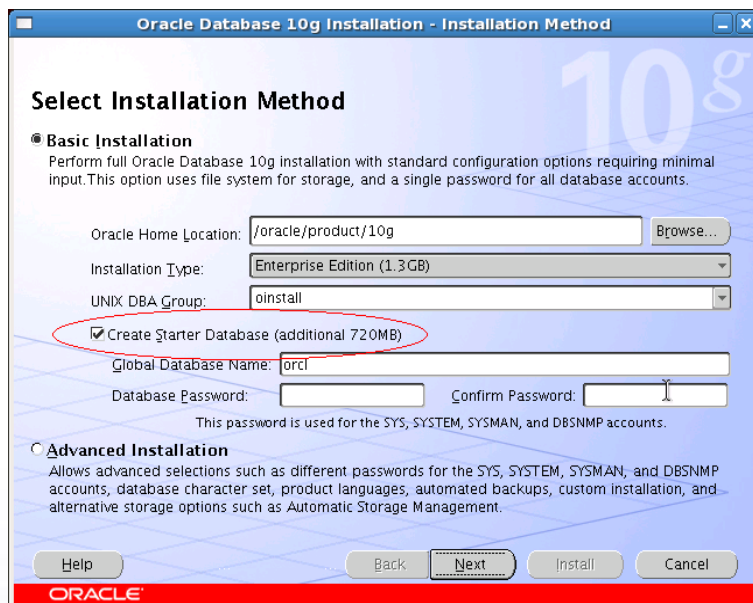 Oracle Database 10g Installation - Installation Method
10g
Select Installation Method
Basic Installation
Perform full Oracle Database 10g installation with standard configuration options requiring minimal
input.This option uses file system for storage, and a single password for all database accounts.
Oracle Home Location: /oracle/product/10g Browse...
Installation Type: Enterprise Edition (1.3GB)
UNIX DBA Group: oinstall
Create Starter Database (additional 720MB)
Global Database Name: orcl
Database Password: Confirm Password:
This password is used for the SYS, SYSTEM, SYSMAN, and DBSNMP accounts.
Advanced Installation
Allows advanced selections such as different passwords for the SYS, SYSTEM, SYSMAN, and DBSNMP
accounts, database character set, product languages, automated backups, custom installation, and
alternative storage options such as Automatic Storage Management.
Help Back Next Install Cancel
ORACLE